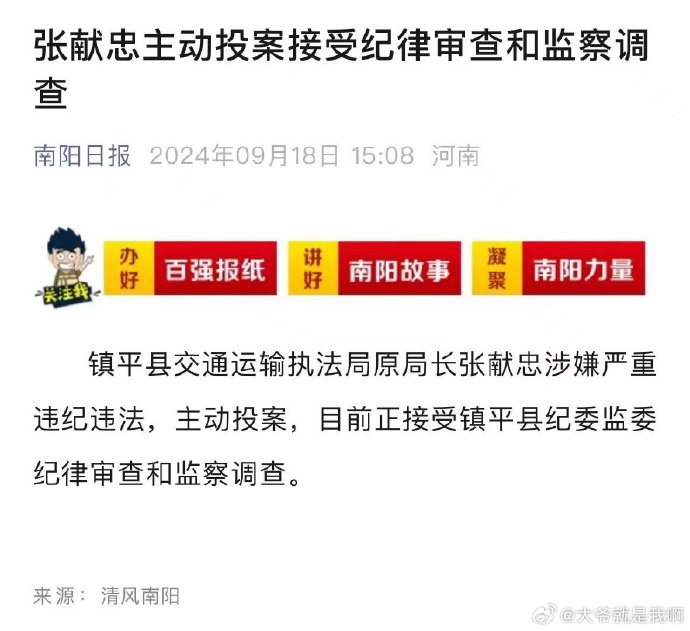 张献忠主动投案接受纪律审查和监察调
查
南阳日报 2024年09月18日 15:08 河南
关注我
办好 百强报纸 讲好 南阳故事 凝聚 南阳力量
镇平县交通运输执法局原局长张献忠涉嫌严重
违纪违法，主动投案，目前正接受镇平县纪委监委
纪律审查和监察调查。
来源：清风南阳
@大爷就是我啊